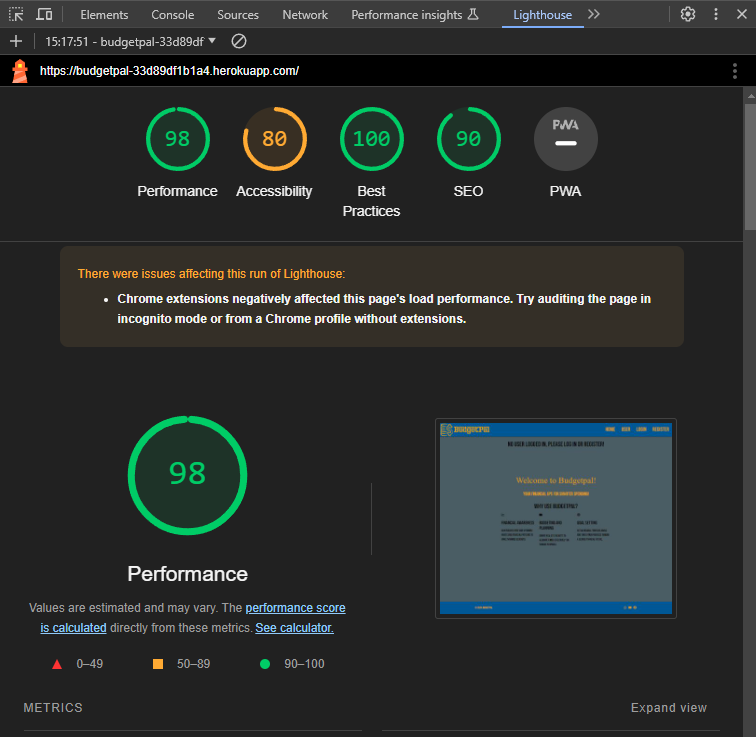 Elements Console Sources Network Performance insights Lighthouse
15:17:51 - budgetpal-33d89df
https://budgetpal-33d89df1b1a4.herokuapp.com/
98 80 100 90 PWA
Performance Accessibility Best Practices SEO PWA
There were issues affecting this run of Lighthouse:
Chrome extensions negatively affected this page's load performance. Try auditing the page in
incognito mode or from a Chrome profile without extensions.
98
Performance
Values are estimated and may vary. The performance score
is calculated directly from these metrics. See calculator.
0–49 50–89 90–100
BUDGETPAL HOME USER LOGIN REGISTER
NO USER LOGGED IN, PLEASE LOG IN OR REGISTER!
Welcome to Budgetpal!
WHY USE BUDGETPAL?
METRICS
Expand view